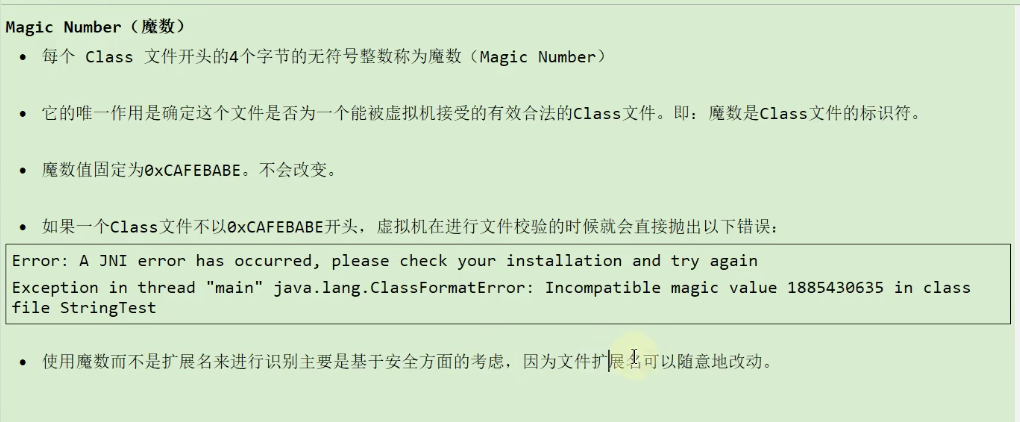 Magic Number（魔数）
• 每个 Class 文件开头的4个字节的无符号整数称为魔数（Magic Number）
• 它的唯一作用是确定这个文件是否为一个能被虚拟机接受的有效合法的Class文件。即：魔数是Class文件的标识符。
• 魔数值固定为0xCAFEBABE。不会改变。
• 如果一个Class文件不以0xCAFEBABE开头，虚拟机在进行文件校验的时候就会直接抛出以下错误：
Error: A JNI error has occurred, please check your installation and try again
Exception in thread "main" java.lang.ClassFormatError: Incompatible magic value 1885430635 in class
file StringTest
• 使用魔数而不是扩展名来进行识别主要是基于安全方面的考虑，因为文件扩展名可以随意地改动。